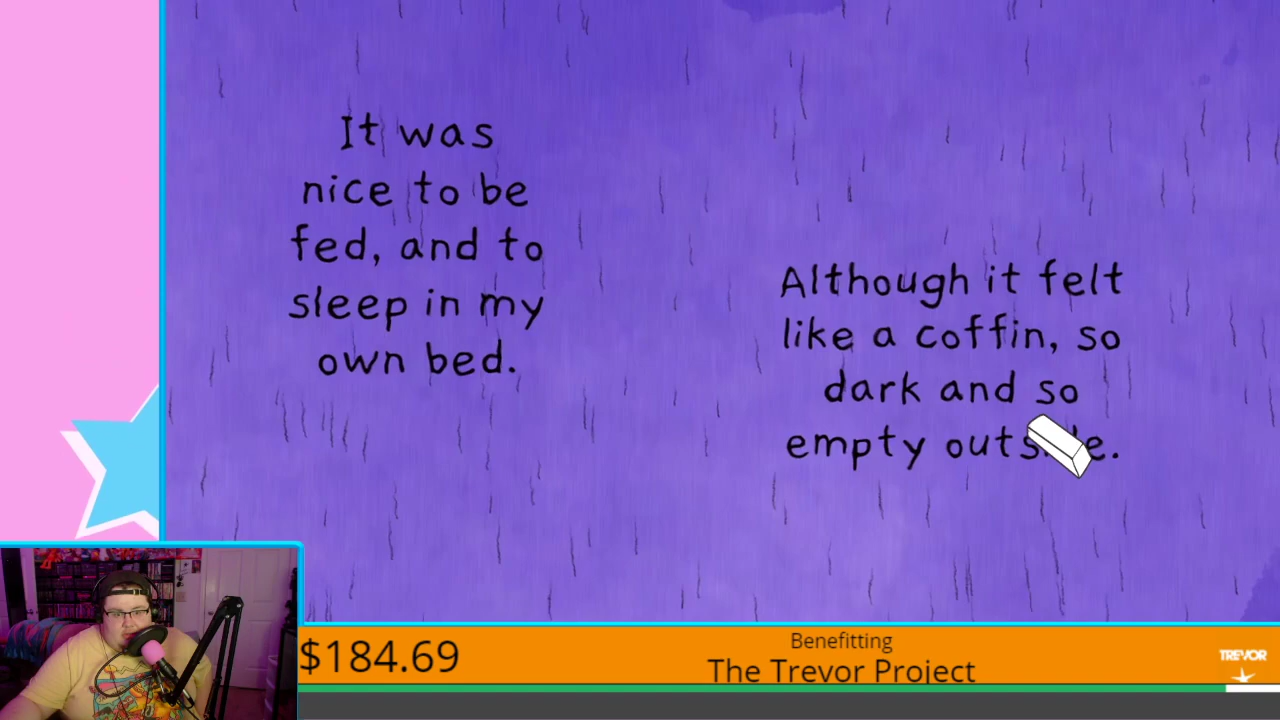 It was
nice to be
fed, and to
sleep in my
own bed.
Although it felt
like a coffin, so
dark and so
empty outside.
$184.69
Benefitting
The Trevor Project
TREVOR